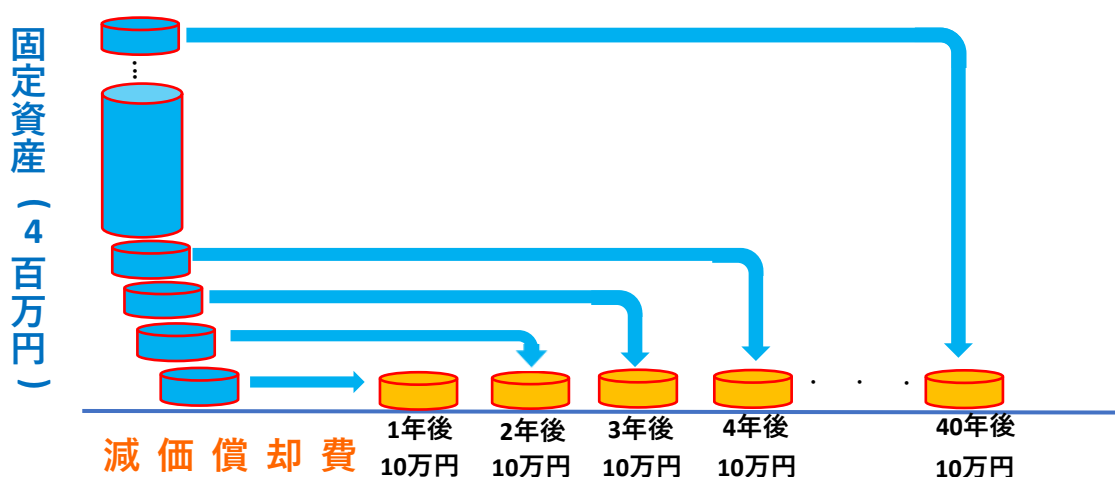 固定資産（4百万円）
減価償却費
1年後
10万円
2年後
10万円
3年後
10万円
4年後
10万円
・・・
40年後
10万円